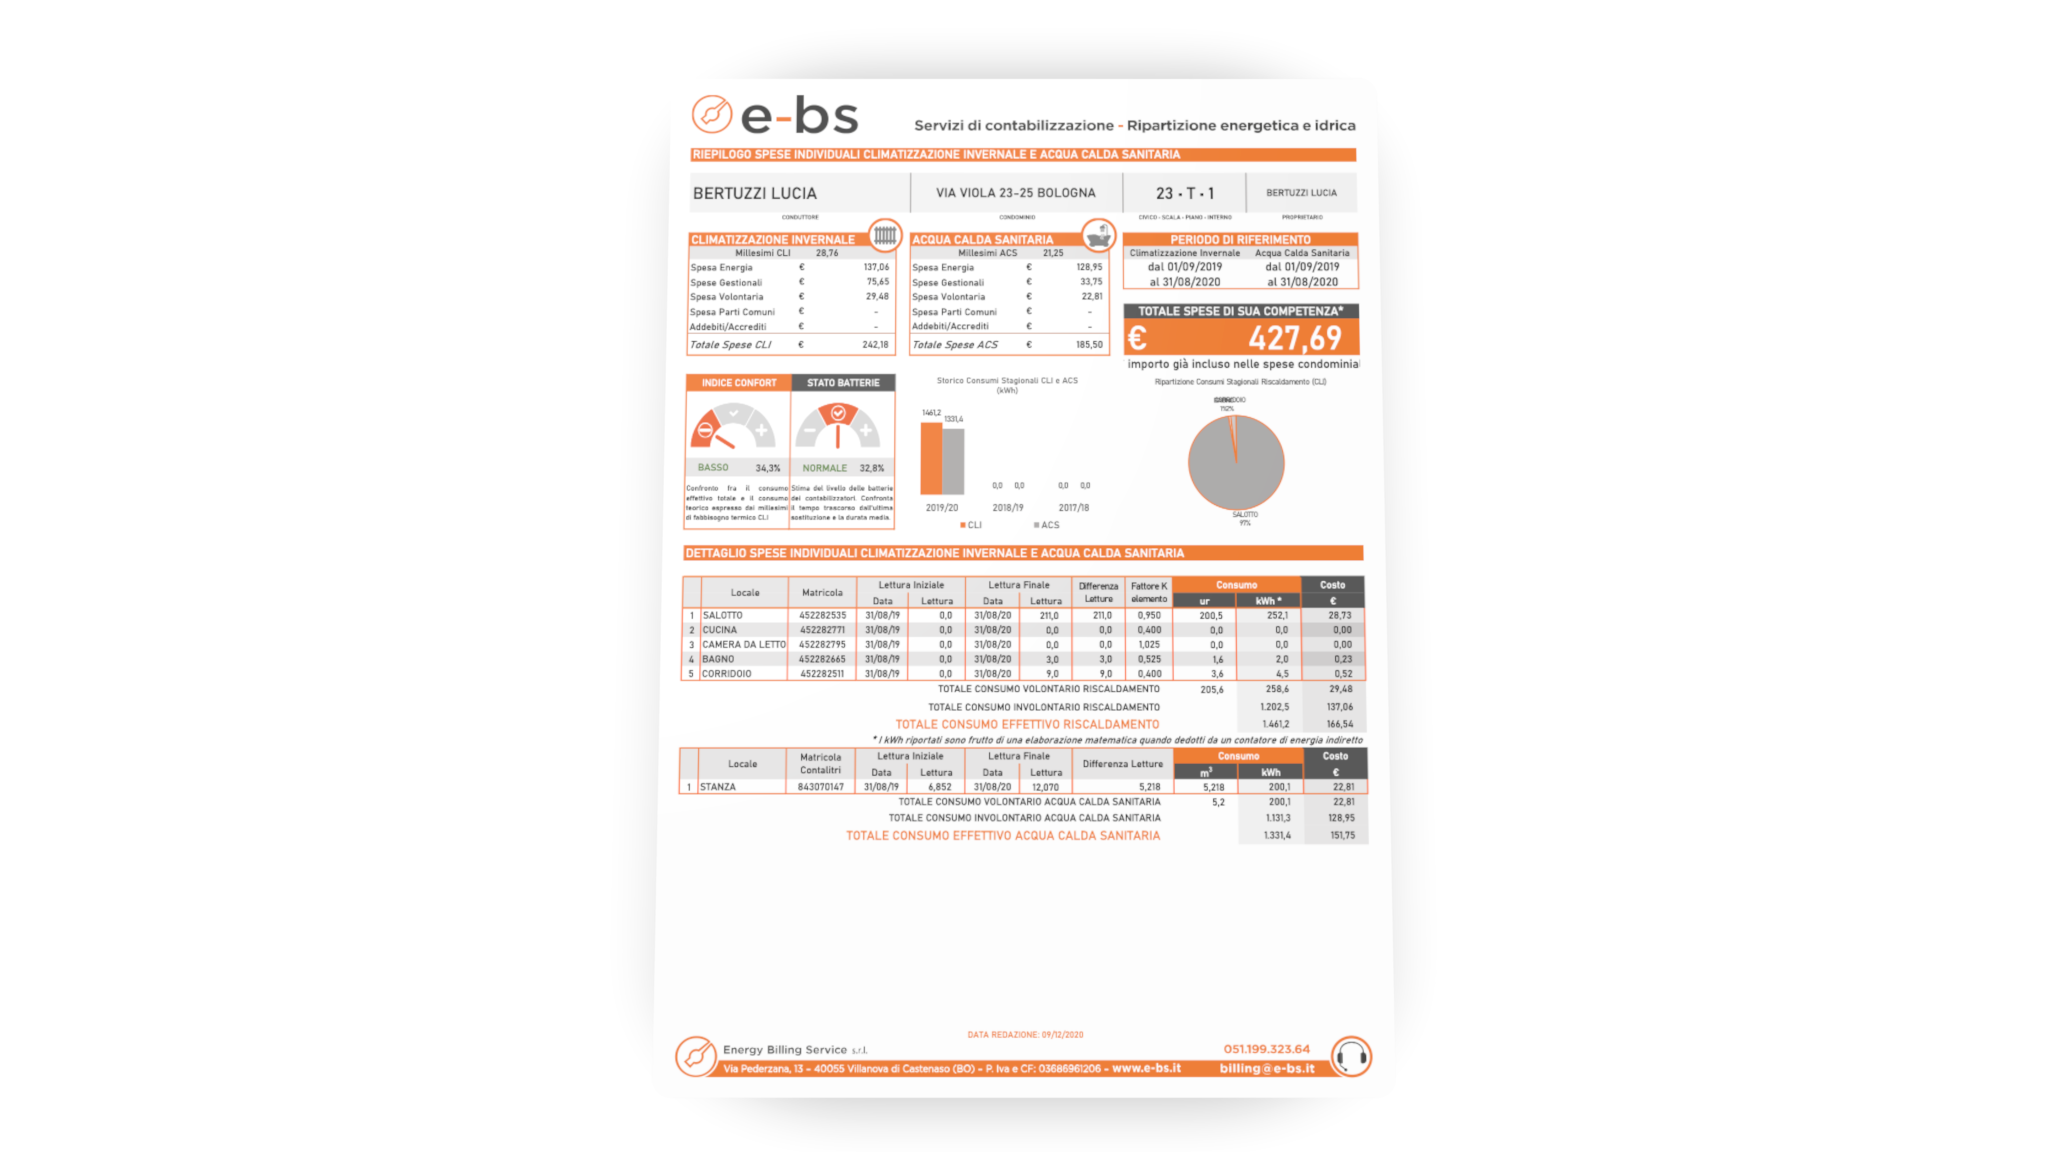 e-bs
Servizi di contabilizzazione - Ripartizione energetica e idrica
RIEPILOGO SPESE INDIVIDUALI CLIMATIZZAZIONE INVERNALE E ACQUA CALDA SANITARIA
BERTUZZI LUCIA VIA VIOLA 23-25 BOLOGNA 23 - T - 1 BERTUZZI LUCIA
CONDUTTORE CONDOMINIO CIVICO - SCALA - PIANO - INTERNO PROPRIETARIO
CLIMATIZZAZIONE INVERNALE
Millesimi CLI 28,76
Spesa Energia € 137,06
Spese Gestionali € 75,65
Spesa Volontaria € 29,48
Spesa Parti Comuni € -
Addebiti/Accrediti € -
Totale Spese CLI € 242,18
ACQUA CALDA SANITARIA
Millesimi ACS 21,25
Spesa Energia € 128,95
Spese Gestionali € 33,75
Spesa Volontaria € 22,81
Spesa Parti Comuni € -
Addebiti/Accrediti € -
Totale Spese ACS € 185,50
PERIODO DI RIFERIMENTO
Climatizzazione Invernale Acqua Calda Sanitaria
dal 01/09/2019 dal 01/09/2019
al 31/08/2020 al 31/08/2020
TOTALE SPESE DI SUA COMPETENZA*
€ 427,69
importo già incluso nelle spese condominial
INDICE CONFORT
BASSO 34,3%
Confronto fra il consumo
effettivo totale e il consumo
teorico espresso dai millesimi
di fabbisogno termico CLI
STATO BATTERIE
NORMALE 32,8%
Stima del livello delle batterie
dei contabilizzatori. Confronta
il tempo trascorso dall'ultima
sostituzione e la durata media.
Storico Consumi Stagionali CLI e ACS
(kWh)
1461,2 1331,4
0,0 0,0 0,0 0,0
2019/20 2018/19 2017/18
CLI ACS
Ripartizione Consumi Stagionali Riscaldamento (CLI)
SALOTTO
97%
DETTAGLIO SPESE INDIVIDUALI CLIMATIZZAZIONE INVERNALE E ACQUA CALDA SANITARIA
Locale Matricola Lettura Iniziale Lettura Finale Differenza Letture Fattore K elemento Consumo Costo
Data Lettura Data Lettura ur kWh * €
1 SALOTTO 452282535 31/08/19 0,0 31/08/20 211,0 211,0 0,950 200,5 252,1 28,73
2 CUCINA 452282771 31/08/19 0,0 31/08/20 0,0 0,0 0,400 0,0 0,0 0,00
3 CAMERA DA LETTO 452282795 31/08/19 0,0 31/08/20 0,0 0,0 1,025 0,0 0,0 0,00
4 BAGNO 452282665 31/08/19 0,0 31/08/20 3,0 3,0 0,525 1,6 2,0 0,23
5 CORRIDOIO 452282511 31/08/19 0,0 31/08/20 9,0 9,0 0,400 3,6 4,5 0,52
TOTALE CONSUMO VOLONTARIO RISCALDAMENTO 205,6 258,6 29,48
TOTALE CONSUMO INVOLONTARIO RISCALDAMENTO 1.202,5 137,06
TOTALE CONSUMO EFFETTIVO RISCALDAMENTO 1.461,2 166,54
* I kWh riportati sono frutto di una elaborazione matematica quando dedotti da un contatore di energia indiretto
Locale Matricola Contalitri Lettura Iniziale Lettura Finale Differenza Letture Consumo Costo
Data Lettura Data Lettura m³ kWh €
1 STANZA 843070147 31/08/19 6,852 31/08/20 12,070 5,218 5,218 200,1 22,81
TOTALE CONSUMO VOLONTARIO ACQUA CALDA SANITARIA 5,2 200,1 22,81
TOTALE CONSUMO INVOLONTARIO ACQUA CALDA SANITARIA 1.131,3 128,95
TOTALE CONSUMO EFFETTIVO ACQUA CALDA SANITARIA 1.331,4 151,75
DATA REDAZIONE: 09/12/2020
Energy Billing Service s.r.l. 051.199.323.64
Via Pederzana, 13 – 40055 Villanova di Castenaso (BO) – P. Iva e CF: 03686961206 – www.e-bs.it billing@e-bs.it